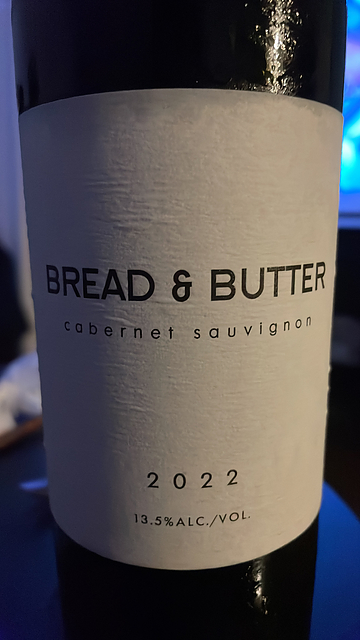 BREAD & BUTTER
cabernet sauvignon
2022
13.5%ALC./VOL.